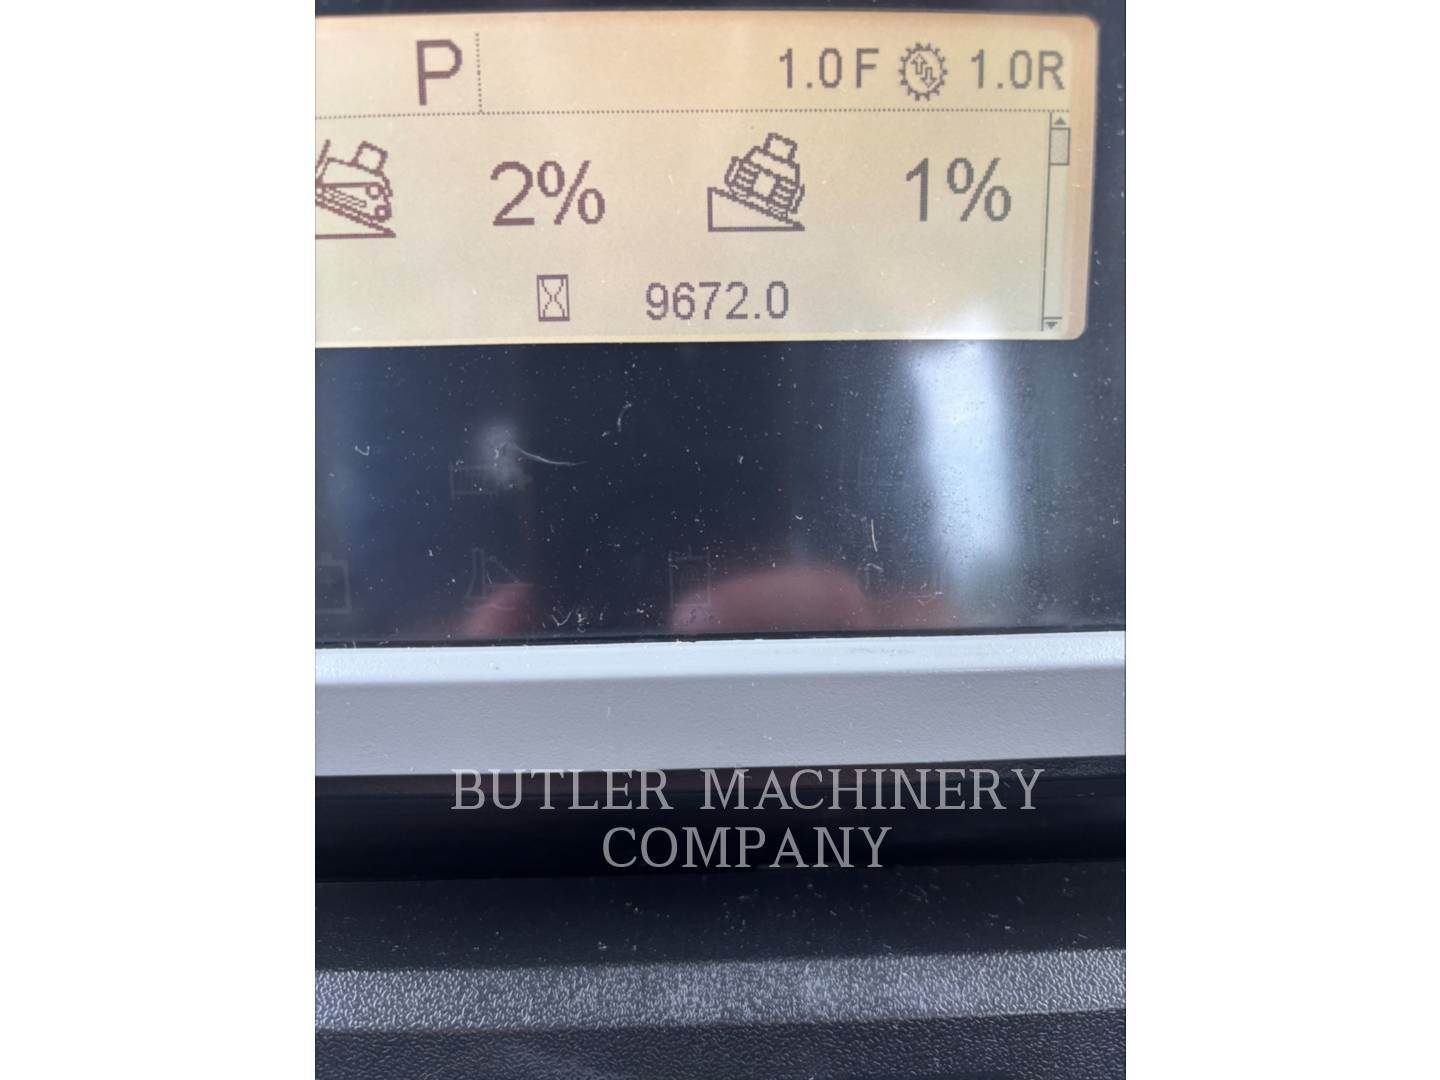 P 1.0F 1.0R
2% 1%
9672.0
BUTLER MACHINERY
COMPANY